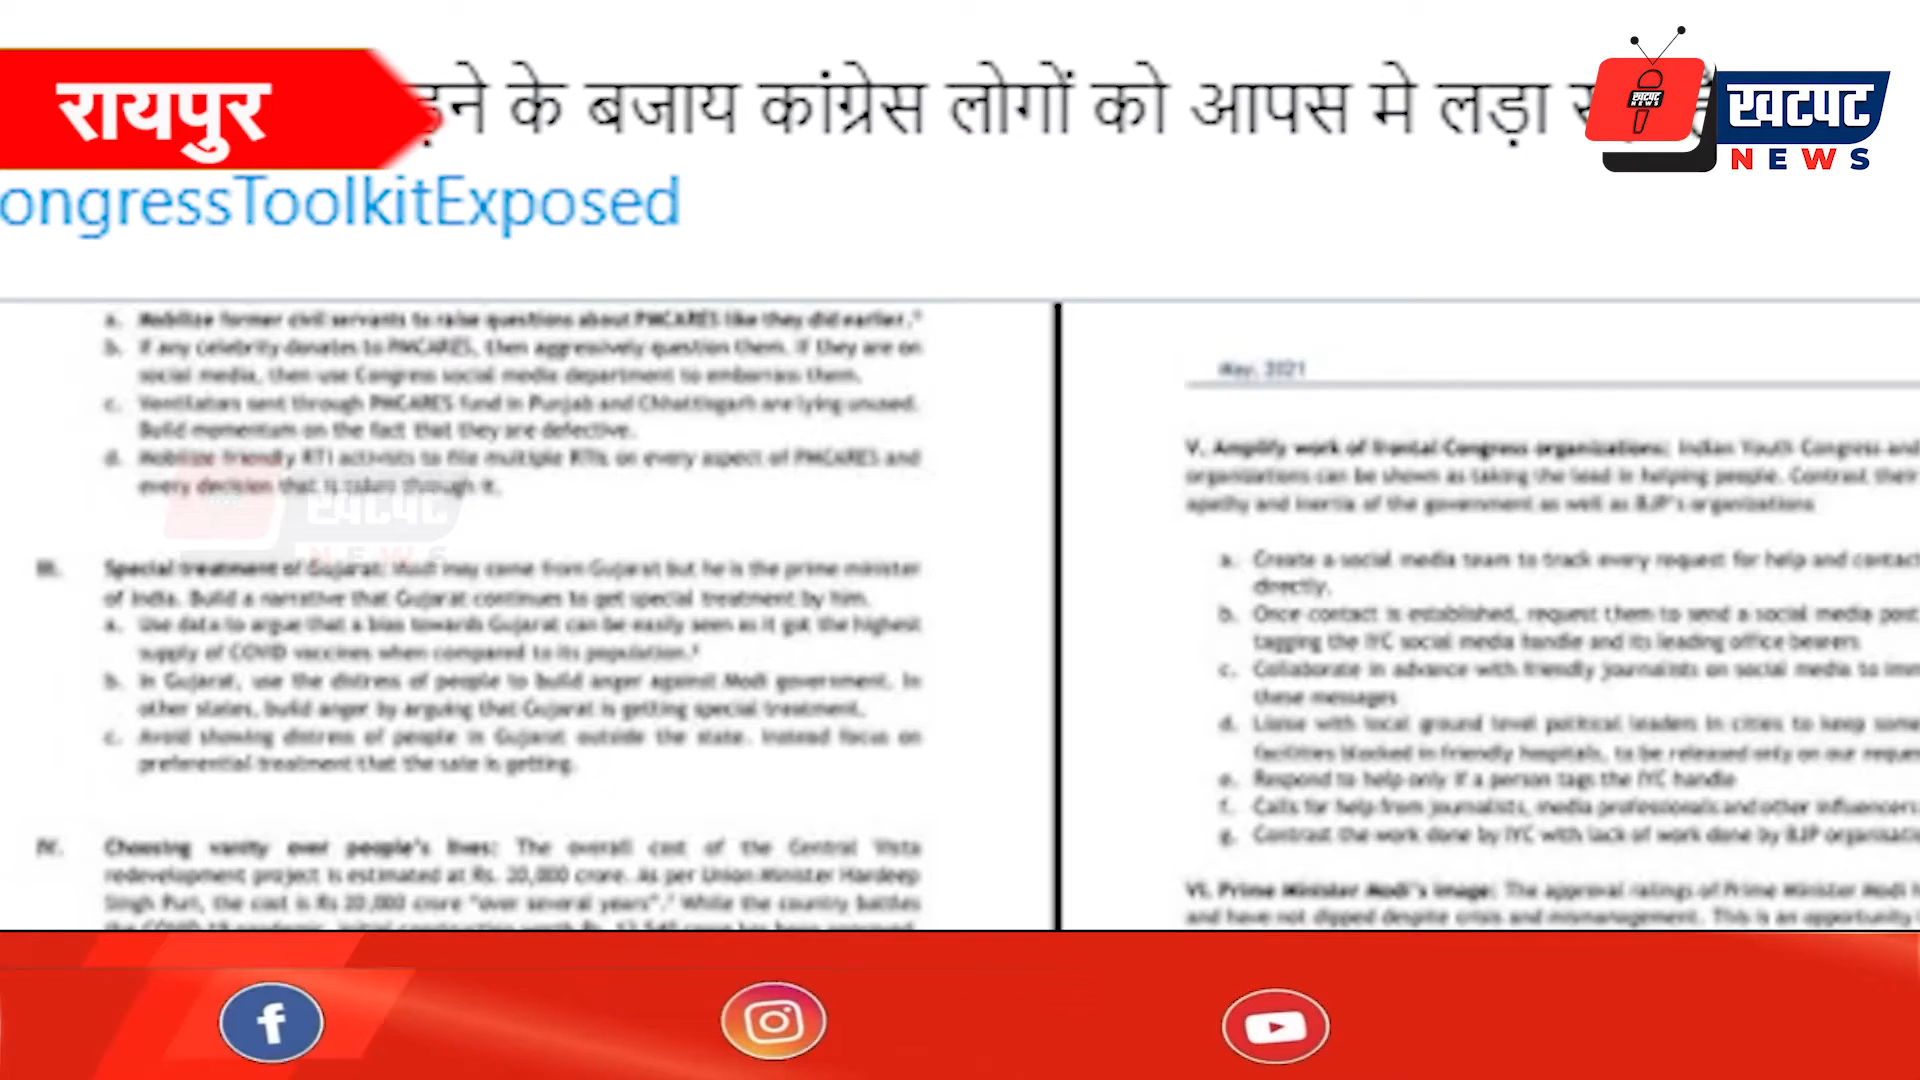 रायपुर
के बजाय कांग्रेस लोगों को आपस मे लड़ा
खटपट
NEWS
ongressToolkitExposed
a. Mobilize former civil servants to raise questions about PMCARES like they did earlier.
b. If any celebrity donates to PMCARES, then aggressively question them. If they are on
social media, then use Congress social media department to embarrass them.
c. Ventilators sent through PMCARES fund in Punjab and Chhattisgarh are lying unused.
Build momentum on the fact that they are defective.
d. Mobilize friendly RTI activists to file multiple RTIs on every aspect of PMCARES and
every decision that is taken through it.
III. Special treatment of Gujarat: Modi may come from Gujarat but he is the prime minister
of India. Build a narrative that Gujarat continues to get special treatment by him.
a. Use data to argue that a bias towards Gujarat can be easily seen as it got the highest
supply of COVID vaccines when compared to its population.
b. In Gujarat, use the distress of people to build anger against Modi government. In
other states, build anger by arguing that Gujarat is getting special treatment.
c. Avoid showing distress of people in Gujarat outside the state. Instead focus on
preferential treatment that the sate is getting.
IV. Choosing vanity over people's lives: The overall cost of the Central Vista
redevelopment project is estimated at Rs. 20,000 crore. As per Union Minister Hardeep
Singh Puri, the cost is Rs 20,000 crore "over several years". While the country battles
May, 2021
V. Amplify work of frontal Congress organizations: Indian Youth Congress and
organizations can be shown as taking the lead in helping people. Contrast their
apathy and inertia of the government as well as BJP's organizations
a. Create a social media team to track every request for help and contact
directly.
b. Once contact is established, request them to send a social media post
tagging the IYC social media handle and its leading office bearers
c. Collaborate in advance with friendly journalists on social media to
these messages
d. Liaise with local ground level political leaders in cities to keep some
facilities blocked in friendly hospitals, to be released only on our
e. Respond to help only if a person tags the IYC handle
f. Calls for help from journalists, media professionals and other influencers
g. Contrast the work done by IYC with lack of work done by BJP
VI. Prime Minister Modi's image: The approval ratings of Prime Minister Modi
and have not dipped despite crisis and mismanagement. This is an opportunity